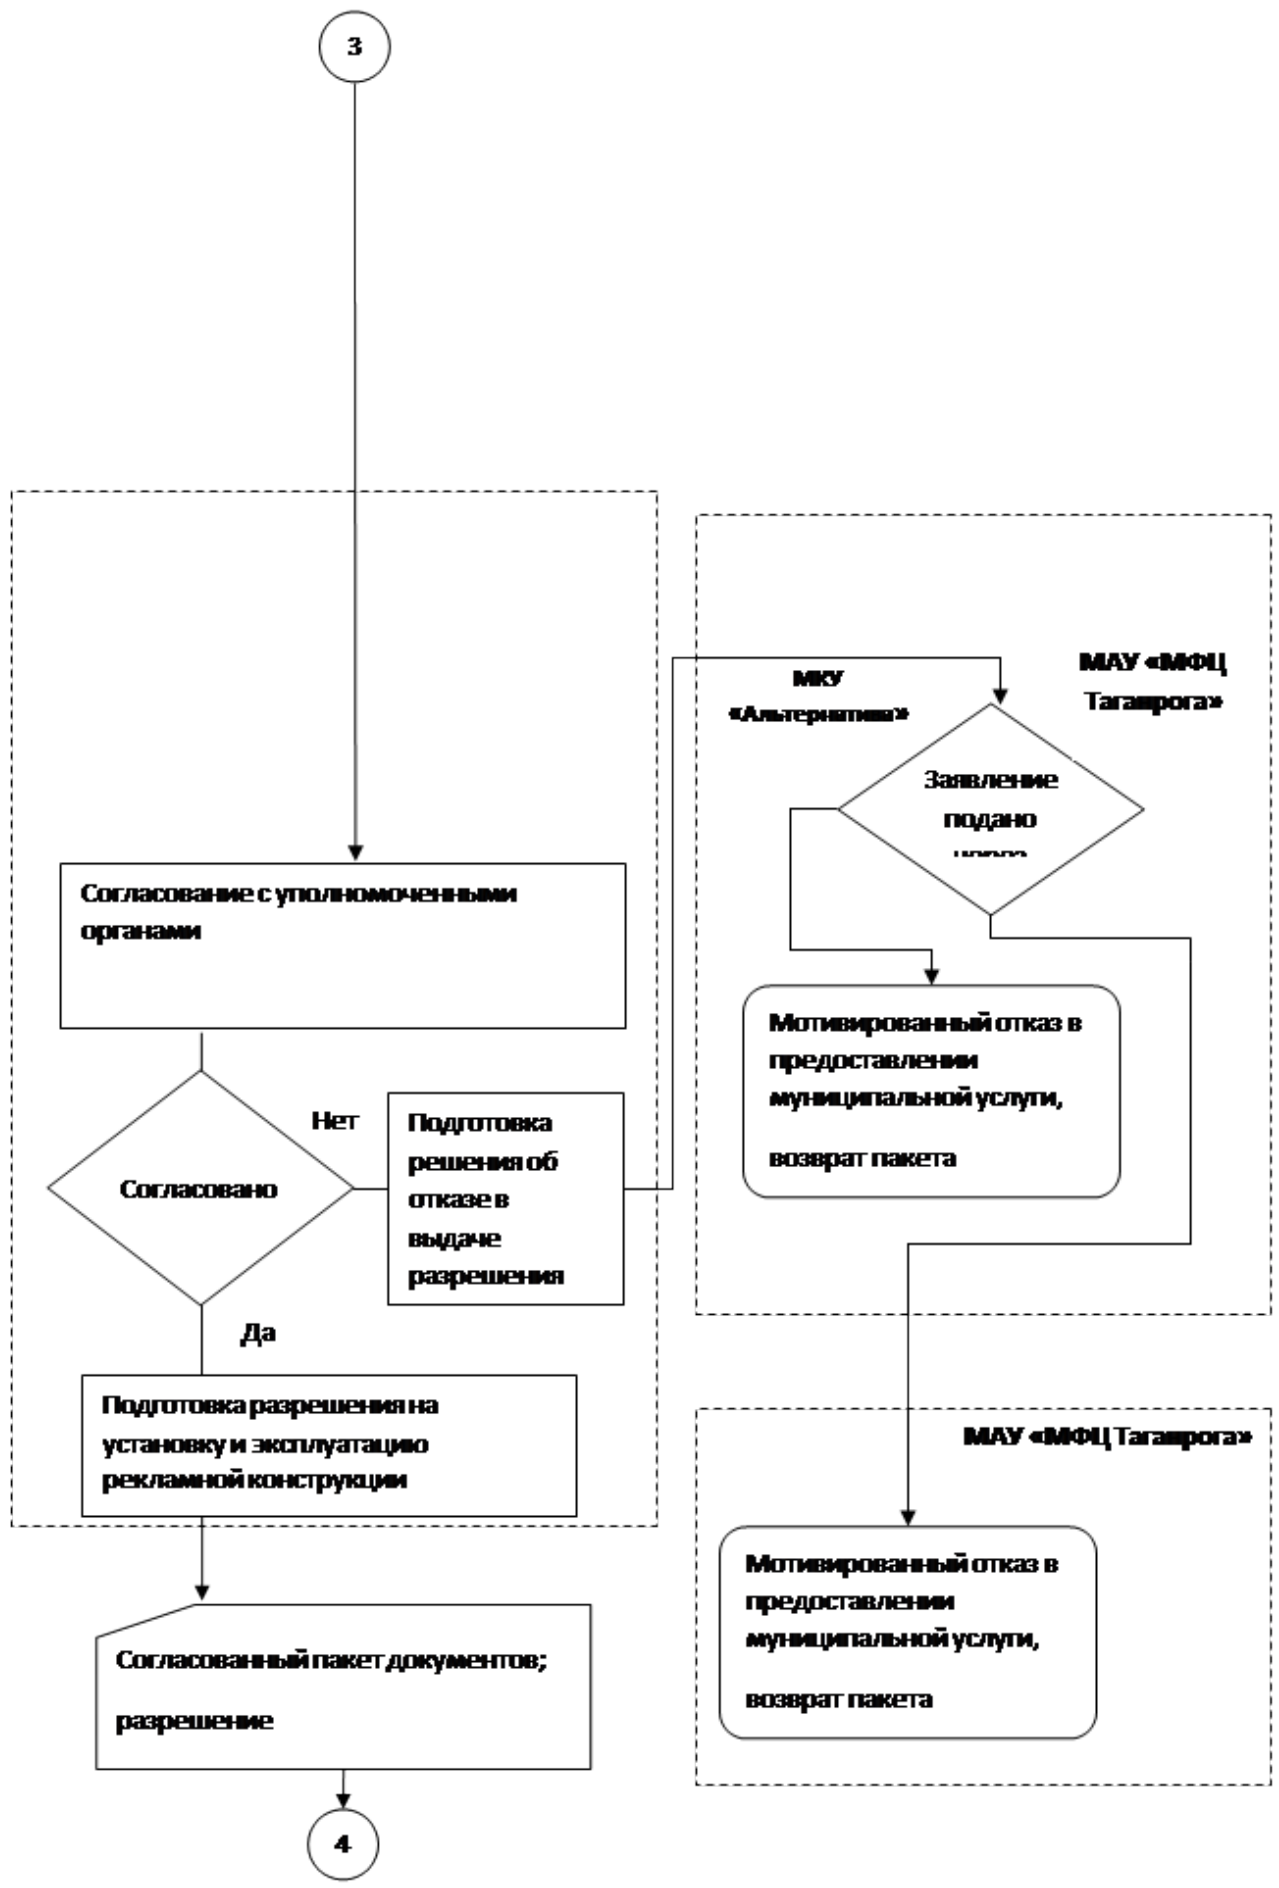 3
МКУ
«Альтернатива»
МАУ «МФЦ
Таганрога»
Заявление
подано
Согласование с уполномоченными
органами
Мотивированный отказ в
предоставлении
муниципальной услуги,
возврат пакета
Согласовано
Нет
Подготовка
решения об
отказе в
выдаче
разрешения
Да
Подготовка разрешения на
установку и эксплуатацию
рекламной конструкции
МАУ «МФЦ Таганрога»
Мотивированный отказ в
предоставлении
муниципальной услуги,
возврат пакета
Согласованный пакет документов;
разрешение
4